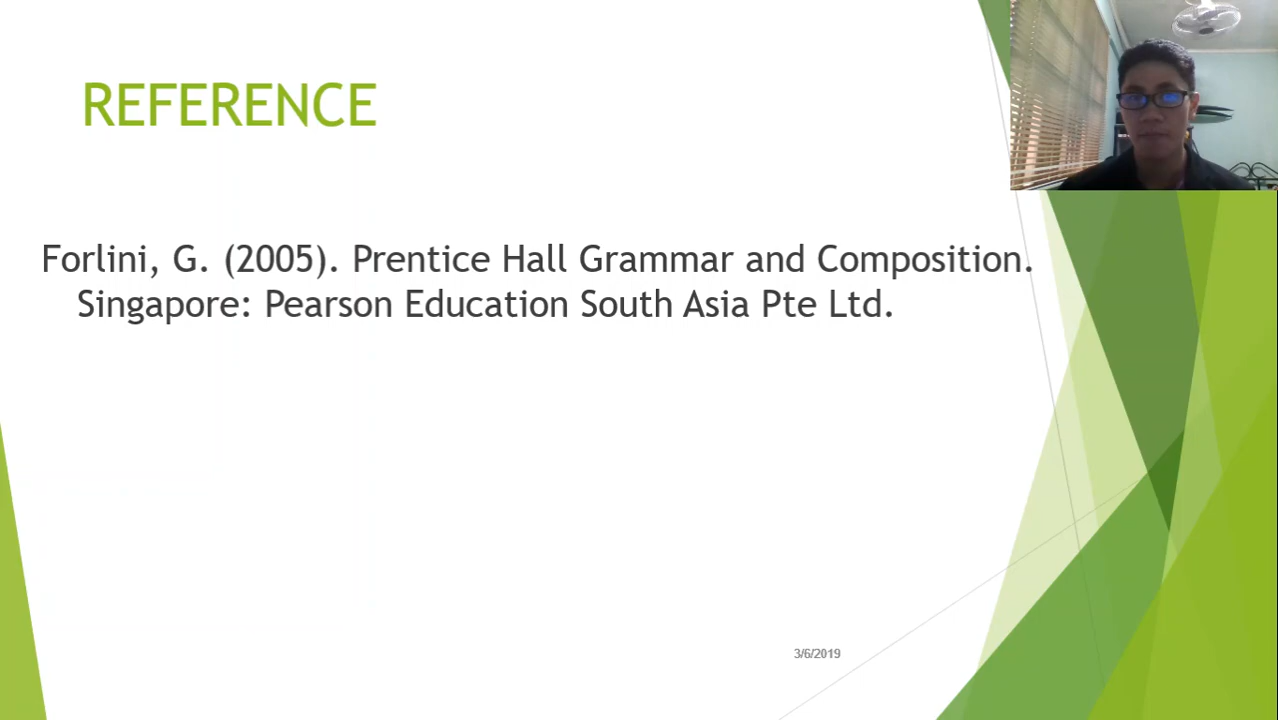 REFERENCE
Forlini, G. (2005). Prentice Hall Grammar and Composition.
Singapore: Pearson Education South Asia Pte Ltd.
3/6/2019